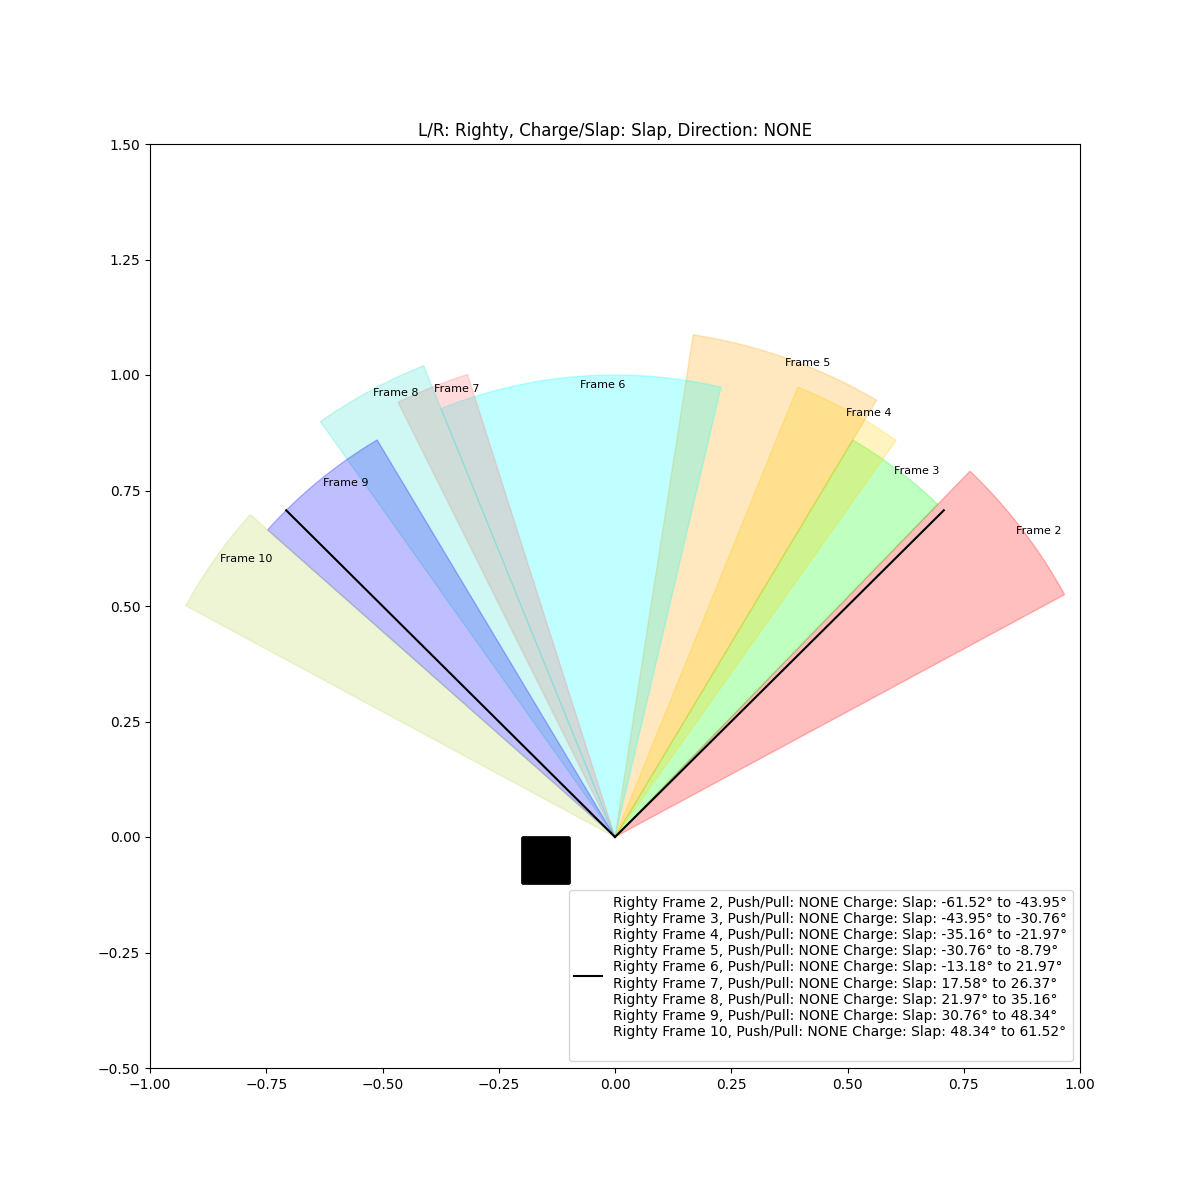 L/R: Righty, Charge/Slap: Slap, Direction: NONE
1.50
1.25
1.00
0.75
0.50
0.25
0.00
−0.25
−0.50
Frame 5
Frame 6
Frame 7
Frame 8
Frame 4
Frame 3
Frame 9
Frame 2
Frame 10
Righty Frame 2, Push/Pull: NONE Charge: Slap: -61.52° to -43.95°
Righty Frame 3, Push/Pull: NONE Charge: Slap: -43.95° to -30.76°
Righty Frame 4, Push/Pull: NONE Charge: Slap: -35.16° to -21.97°
Righty Frame 5, Push/Pull: NONE Charge: Slap: -30.76° to -8.79°
Righty Frame 6, Push/Pull: NONE Charge: Slap: -13.18° to 21.97°
Righty Frame 7, Push/Pull: NONE Charge: Slap: 17.58° to 26.37°
Righty Frame 8, Push/Pull: NONE Charge: Slap: 21.97° to 35.16°
Righty Frame 9, Push/Pull: NONE Charge: Slap: 30.76° to 48.34°
Righty Frame 10, Push/Pull: NONE Charge: Slap: 48.34° to 61.52°
−1.00 −0.75 −0.50 −0.25 0.00 0.25 0.50 0.75 1.00